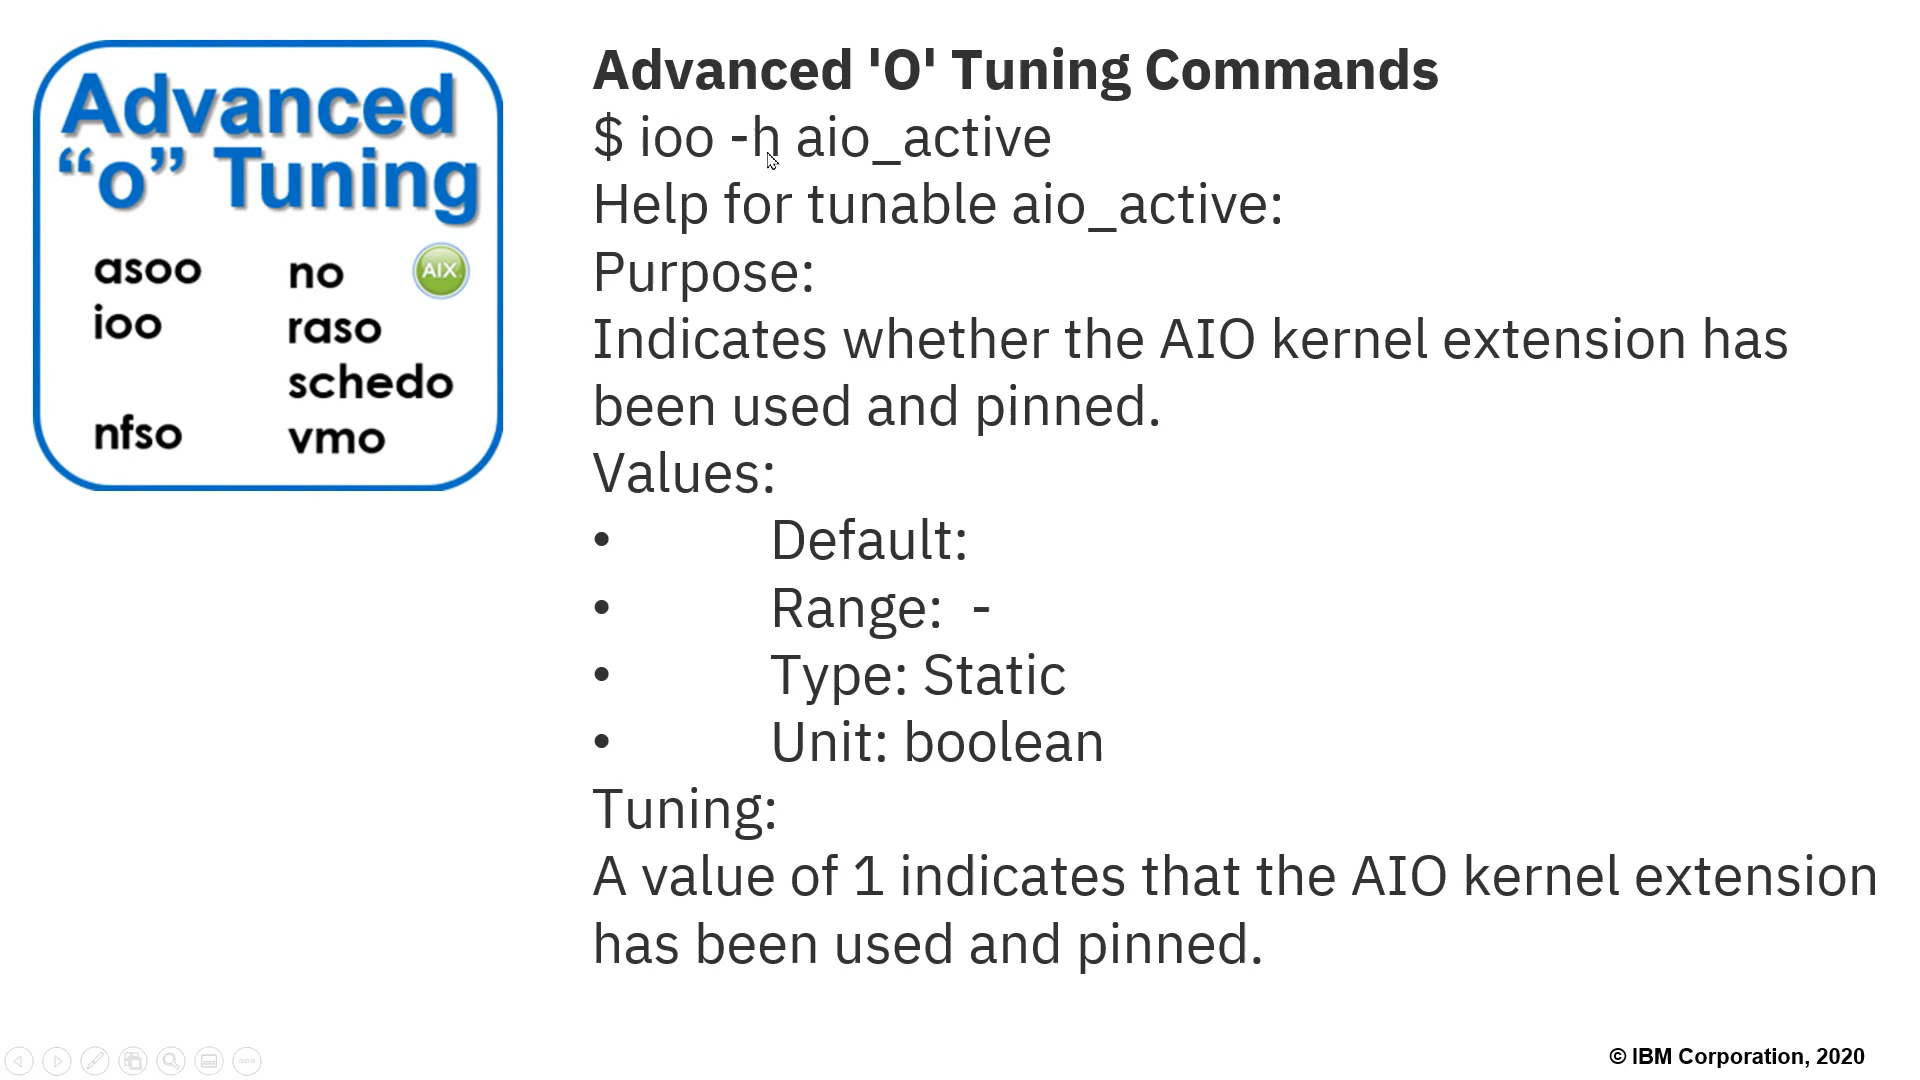 Advanced
“o” Tuning
asoo
no
AIX
ioo
raso
schedo
nfso
vmo
Advanced 'O' Tuning Commands
$ ioo -h aio_active
Help for tunable aio_active:
Purpose:
Indicates whether the AIO kernel extension has
been used and pinned.
Values:
• Default:
• Range: -
• Type: Static
• Unit: boolean
Tuning:
A value of 1 indicates that the AIO kernel extension
has been used and pinned.
© IBM Corporation, 2020